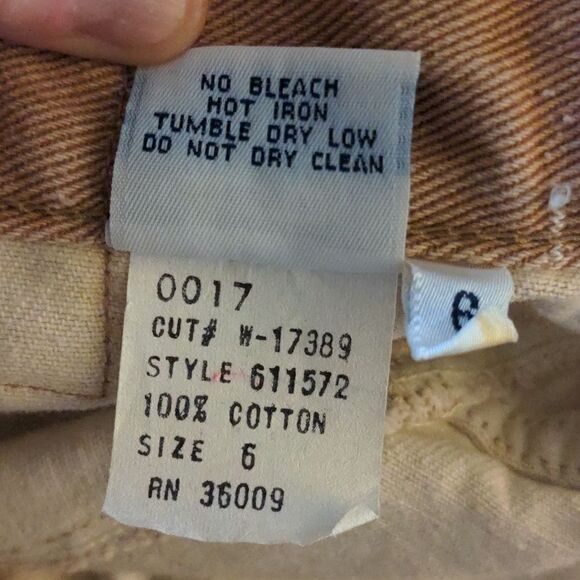 NO BLEACH
HOT IRON
TUMBLE DRY LOW
DO NOT DRY CLEAN
0017
CUT# W-17389
STYLE 611572
100% COTTON
SIZE 6
RN 36009
6